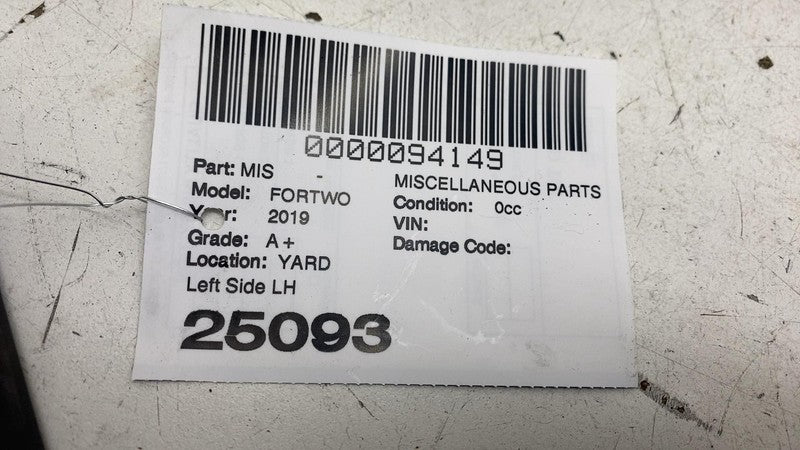 0000094149
Part: MIS - MISCELLANEOUS PARTS
Model: FORTWO Condition: 0cc
Year: 2019 VIN:
Grade: A+ Damage Code:
Location: YARD
Left Side LH
25093